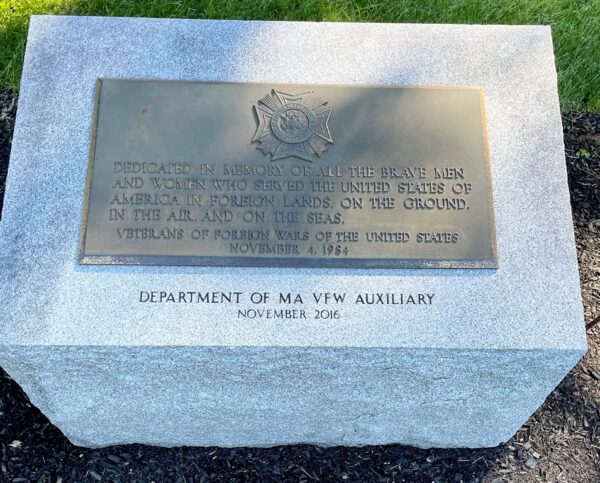 DEDICATED IN MEMORY OF ALL THE BRAVE MEN
AND WOMEN WHO SERVED THE UNITED STATES OF
AMERICA IN FOREIGN LANDS, ON THE GROUND,
IN THE AIR, AND ON THE SEAS.
VETERANS OF FOREIGN WARS OF THE UNITED STATES
NOVEMBER 4, 1984
DEPARTMENT OF MA VFW AUXILIARY
NOVEMBER 2016